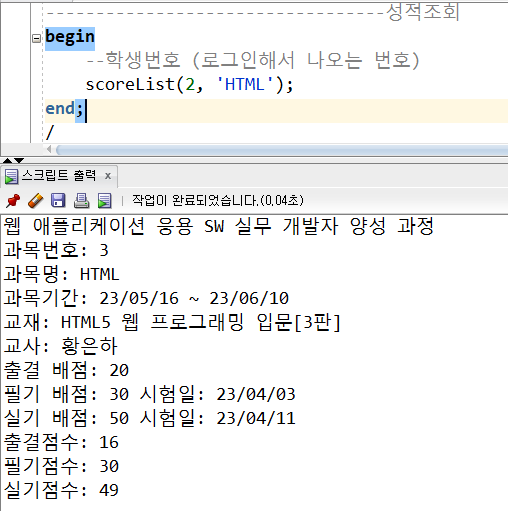 --------------------------------성적조회
begin
--학생번호 (로그인해서 나오는 번호)
scoreList(2, 'HTML');
end;
/
스크립트 출력 x
작업이 완료되었습니다.(0,04초)
웹 애플리케이션 응용 SW 실무 개발자 양성 과정
과목번호: 3
과목명: HTML
과목기간: 23/05/16 ~ 23/06/10
교재: HTML5 웹 프로그래밍 입문[3판]
교사: 황은하
출결 배점: 20
필기 배점: 30 시험일: 23/04/03
실기 배점: 50 시험일: 23/04/11
출결점수: 16
필기점수: 30
실기점수: 49